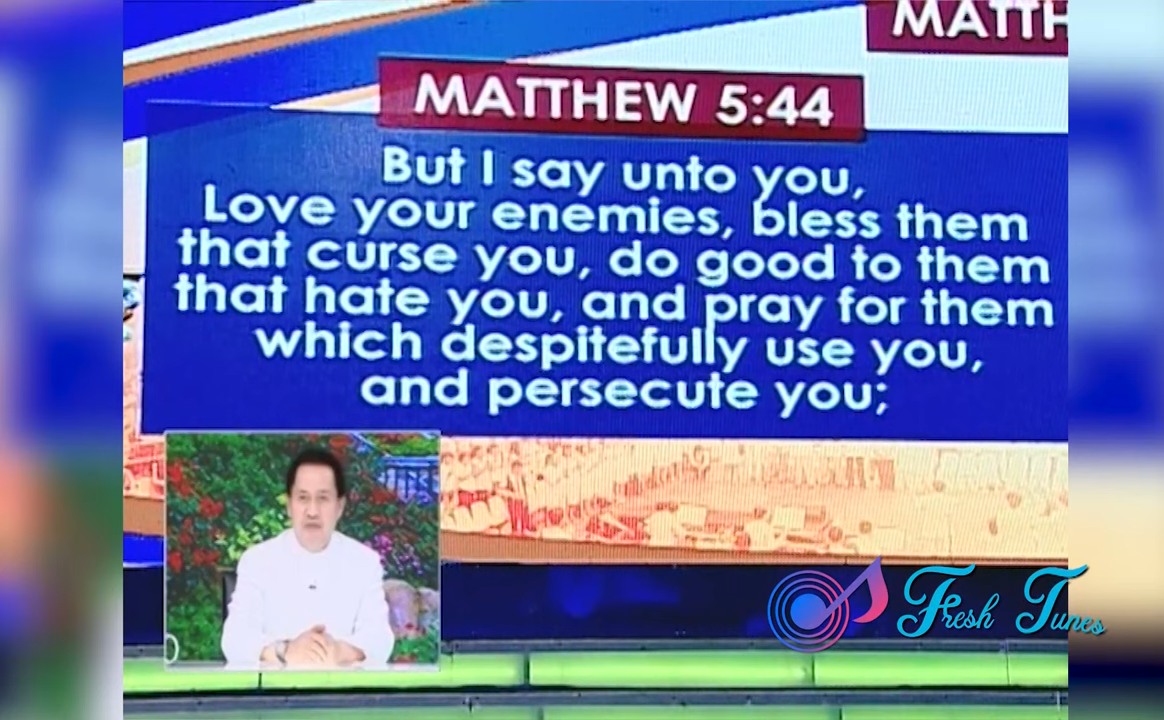 MATTH
MATTHEW 5:44
But I say unto you,
Love your enemies, bless them
that curse you, do good to them
that hate you, and pray for them
which despitefully use you,
and persecute you;
Fresh Tunes